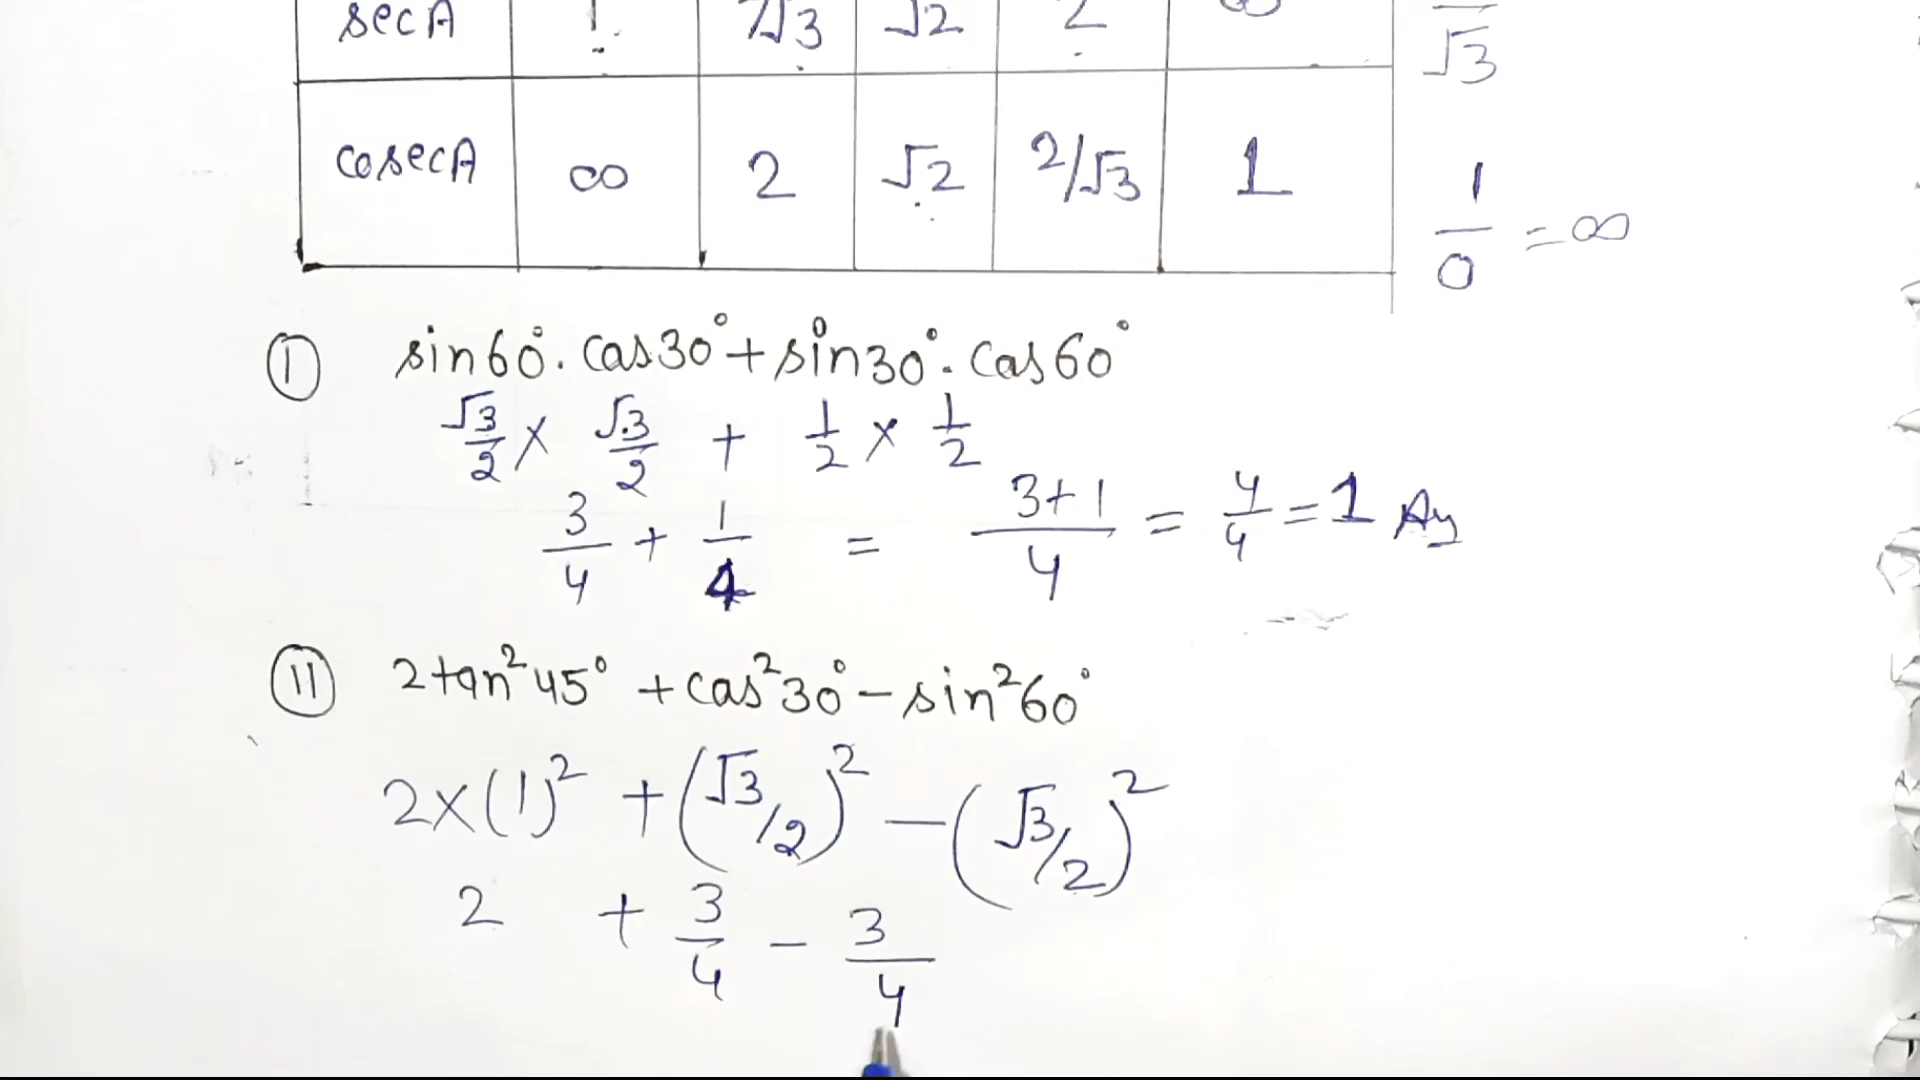 secA 1 2/√3 √2 2 ∞
√3
cosecA ∞ 2 √2 2/√3 1
1/0 = ∞
(I) sin60°. cos30° + sin30°. cos60°
√3/2 × √3/2 + 1/2 × 1/2
3/4 + 1/4 = 3+1/4 = 4/4 = 1 Ans
(II) 2tan²45° + cos²30° - sin²60°
2×(1)² + (√3/2)² - (√3/2)²
2 + 3/4 - 3/4